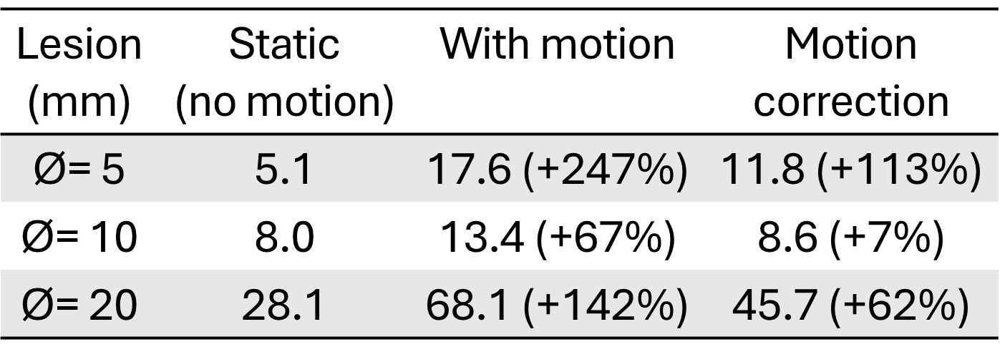 Lesion Static With motion Motion
(mm) (no motion) correction
Ø= 5 5.1 17.6 (+247%) 11.8 (+113%)
Ø= 10 8.0 13.4 (+67%) 8.6 (+7%)
Ø= 20 28.1 68.1 (+142%) 45.7 (+62%)